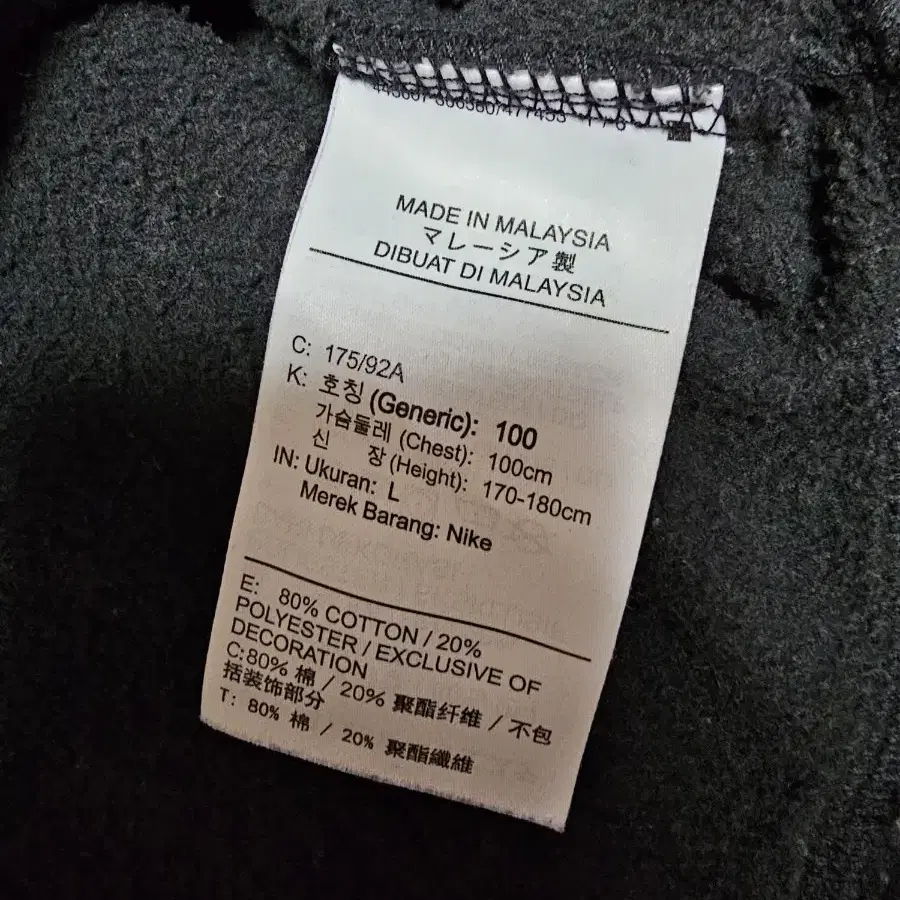 MADE IN MALAYSIA
マレーシア製
DIBUAT DI MALAYSIA
C: 175/92A
K: 호칭 (Generic): 100
가슴둘레 (Chest): 100cm
신 장 (Height): 170-180cm
IN: Ukuran: L
Merek Barang: Nike
E: 80% COTTON / 20%
POLYESTER / EXCLUSIVE OF
DECORATION
C:80% 棉 / 20% 聚酯纤维 / 不包
括装饰部分
T: 80% 棉 / 20% 聚酯纖維